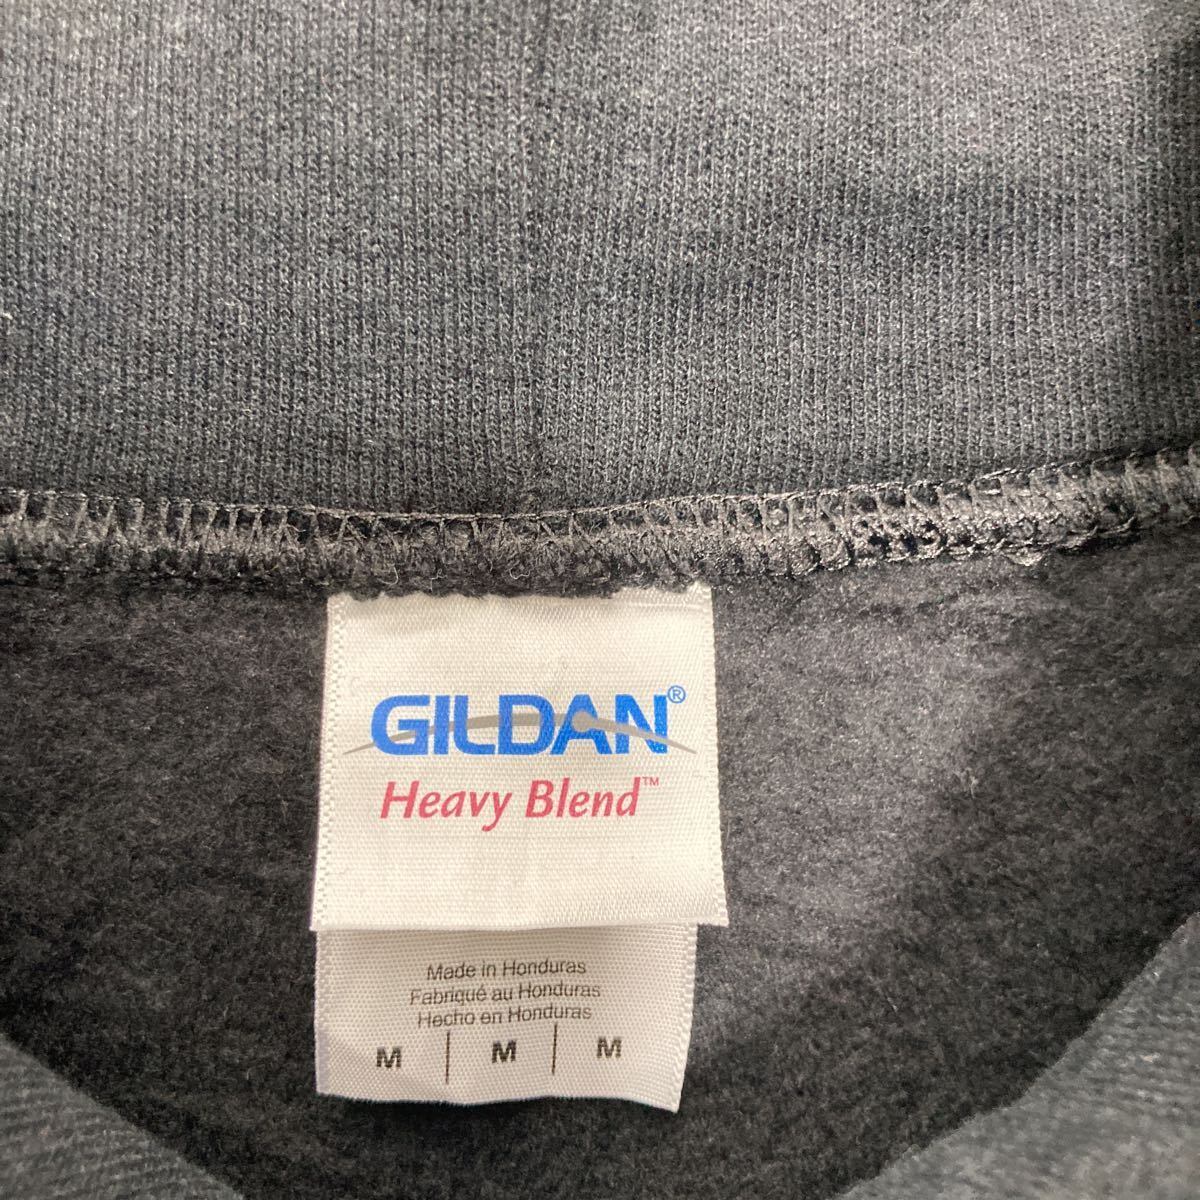 GILDAN®
Heavy Blend™
Made in Honduras
Fabriqué au Honduras
Hecho en Honduras
M | M | M